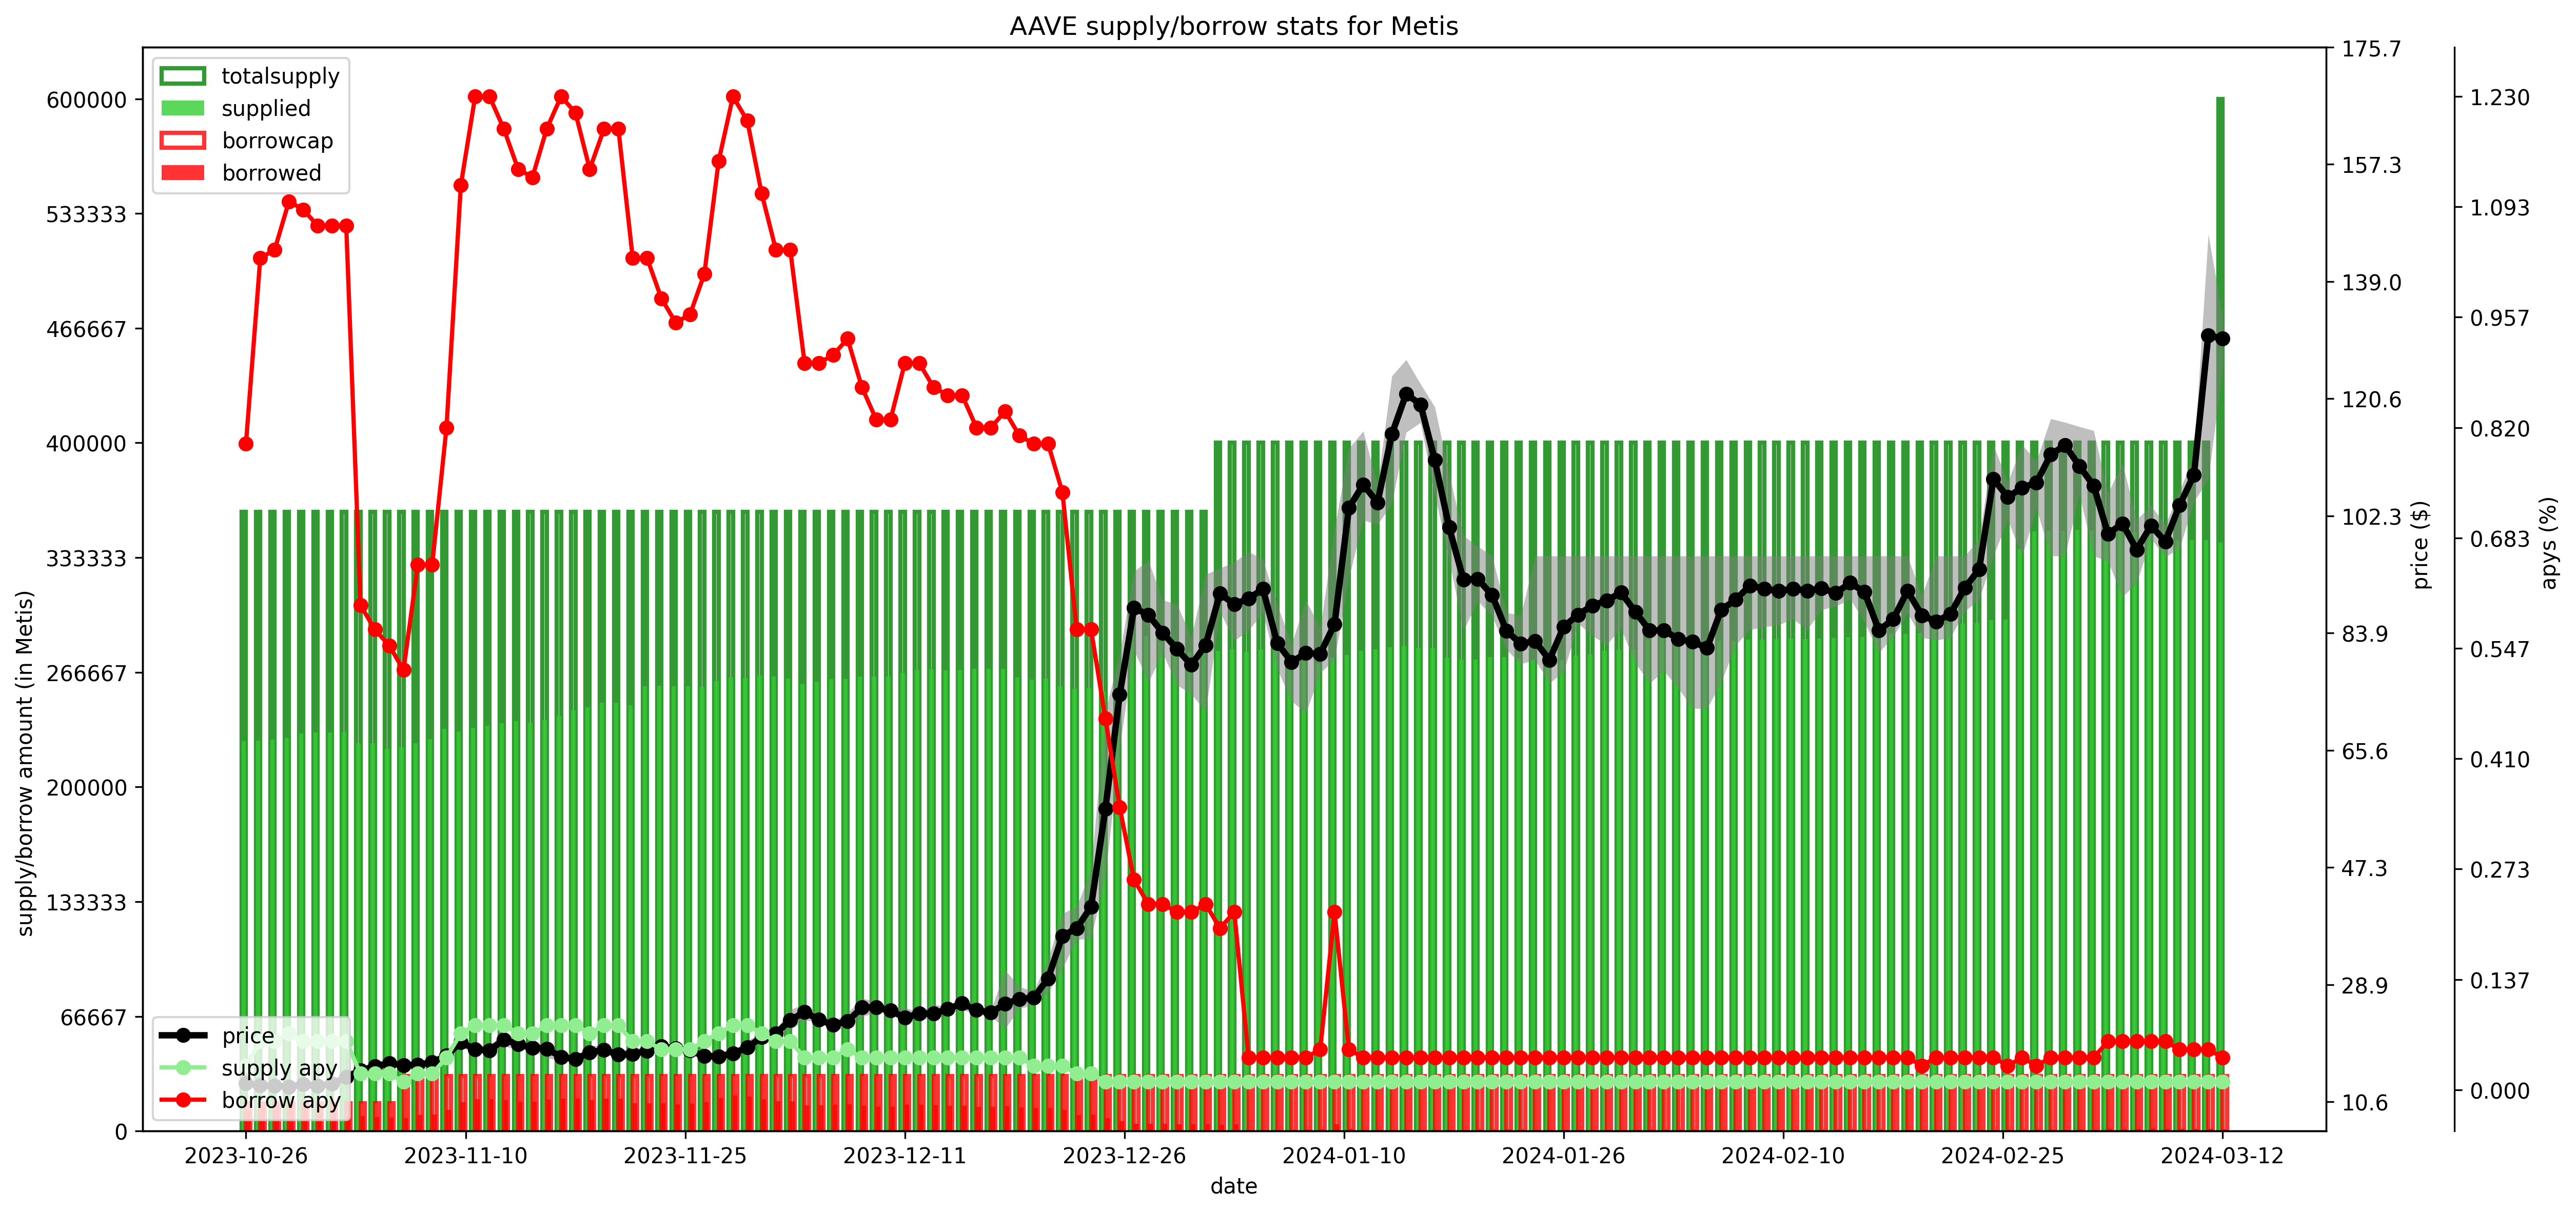 AAVE supply/borrow stats for Metis
totalsupply
supplied
borrowcap
borrowed
600000
533333
466667
400000
333333
266667
200000
133333
66667
0
supply/borrow amount (in Metis)
price
supply apy
borrow apy
175.7
157.3
139.0
120.6
102.3
83.9
65.6
47.3
28.9
10.6
price ($)
1.230
1.093
0.957
0.820
0.683
0.547
0.410
0.273
0.137
0.000
apys (%)
2023-10-26 2023-11-10 2023-11-25 2023-12-11 2023-12-26 2024-01-10 2024-01-26 2024-02-10 2024-02-25 2024-03-12
date